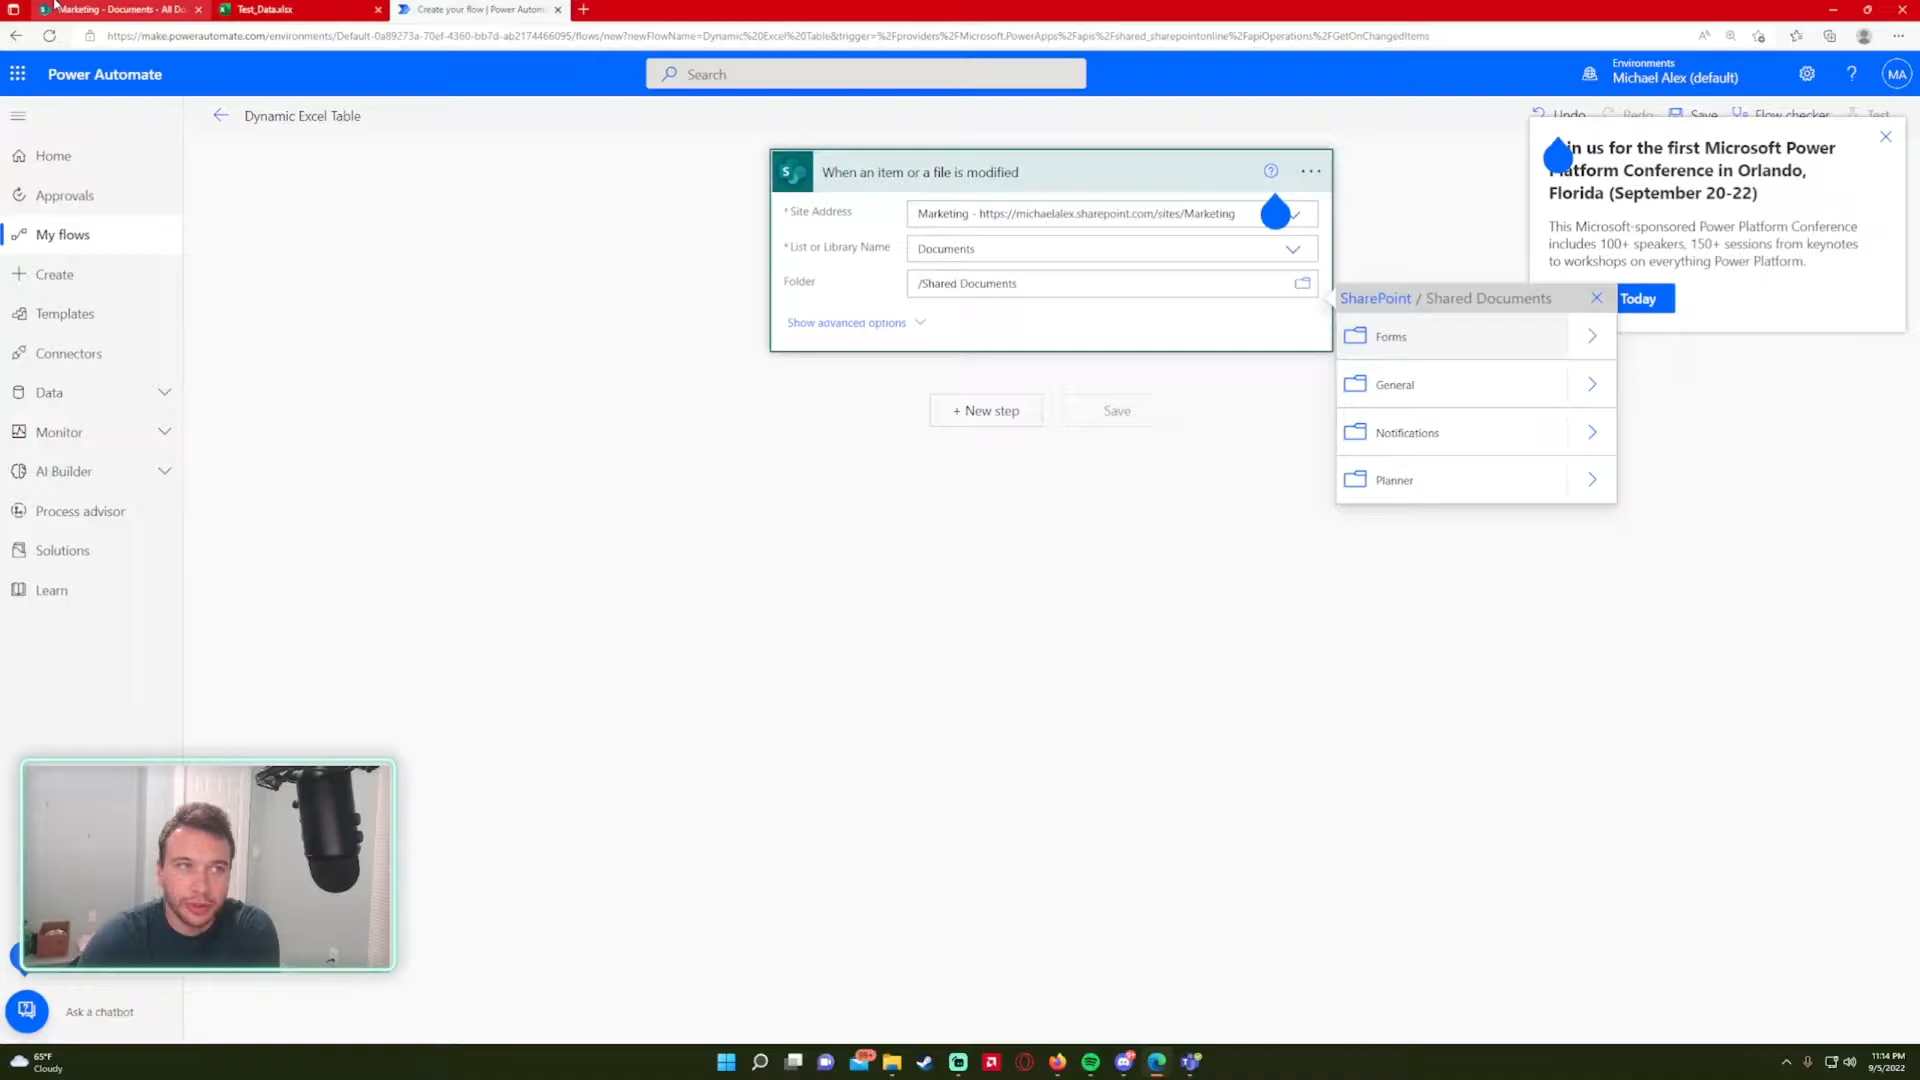 Marketing - Documents - All Do
Test_Data.xlsx
Create your flow | Power Automa
https://make.powerautomate.com/environments/Default-0a89273a-70ef-4360-bb7d-ab2174466095/flows/new?newFlowName=Dynamic%20Excel%20Table&trigger=%2Fproviders%2FMicrosoft.PowerApps%2Fapis%2Fshared_sharepointonline%2FapiOperations%2FGetOnChangedItems
Power Automate
Search
Environments
Michael Alex (default)
MA
Dynamic Excel Table
Undo
Redo
Save
Flow checker
Test
Home
Approvals
My flows
Create
Templates
Connectors
Data
Monitor
AI Builder
Process advisor
Solutions
Learn
When an item or a file is modified
* Site Address
Marketing - https://michaelalex.sharepoint.com/sites/Marketing
* List or Library Name
Documents
Folder
/Shared Documents
Show advanced options
+ New step
Save
SharePoint / Shared Documents
Forms
General
Notifications
Planner
in us for the first Microsoft Power
Platform Conference in Orlando,
Florida (September 20-22)
This Microsoft-sponsored Power Platform Conference
includes 100+ speakers, 150+ sessions from keynotes
to workshops on everything Power Platform.
Today
Ask a chatbot
65°F
Cloudy
99+
11:14 PM
9/5/2022